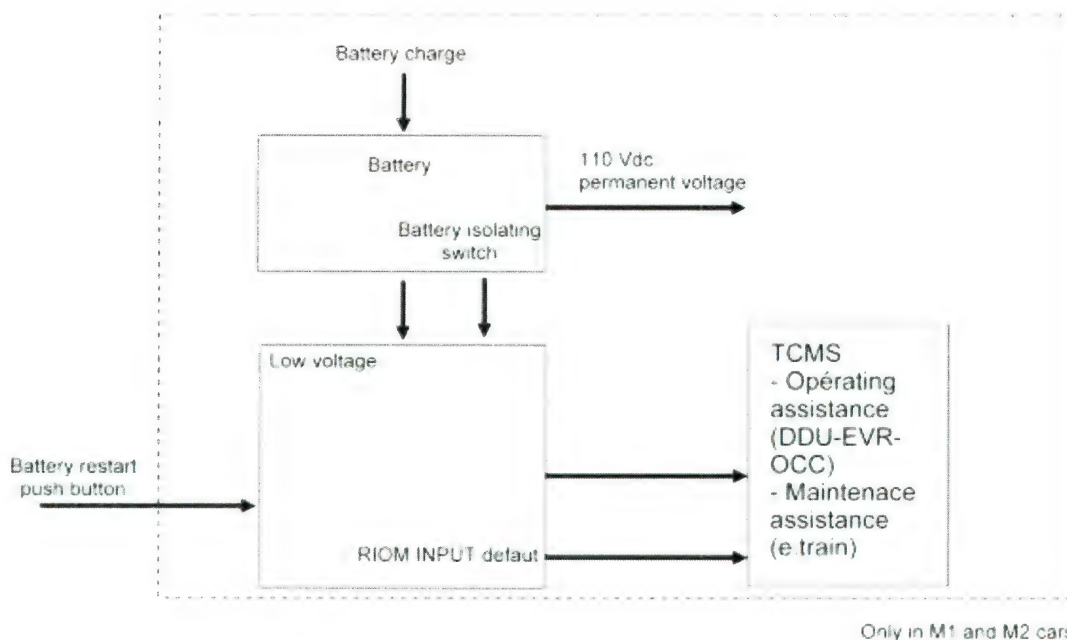 Battery charge
Battery
110 Vdc
permanent voltage
Battery isolating
switch
Low voltage
TCMS
- Opérating
assistance
(DDU-EVR-
OCC)
- Maintenace
assistance
(e.train)
Battery restart
push button
RIOM INPUT defaut
Only in M1 and M2 cars